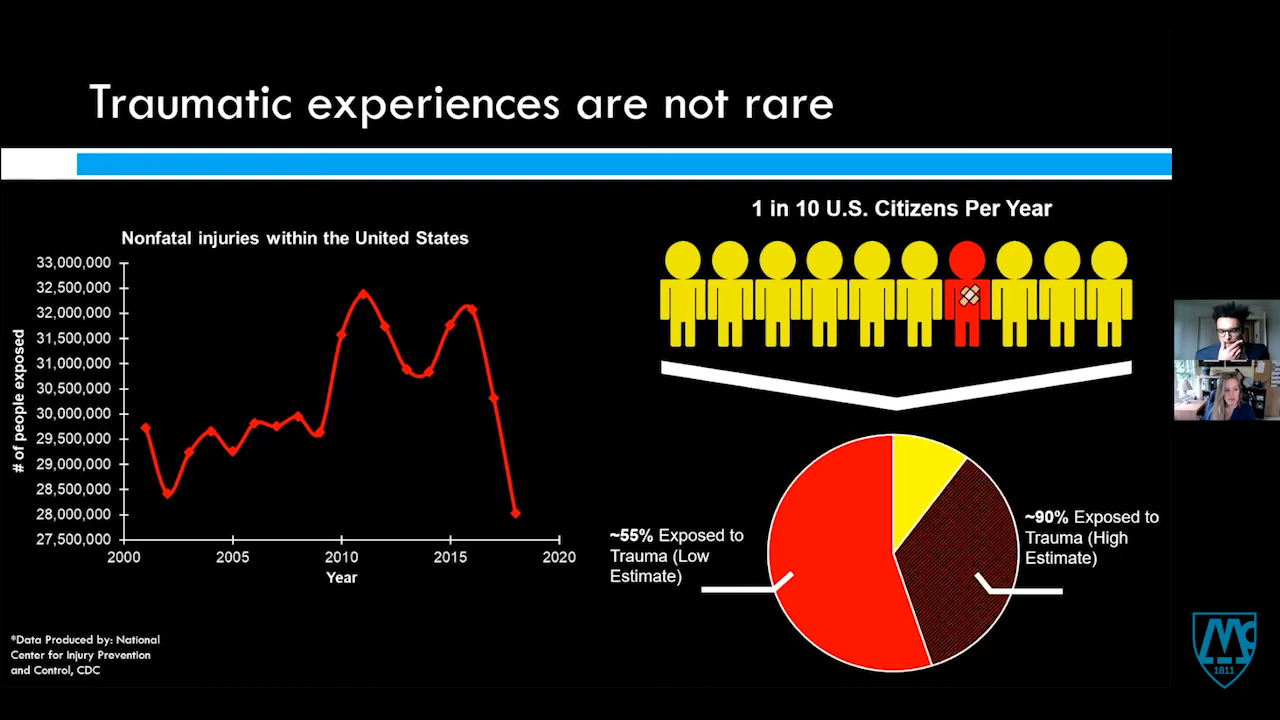 Traumatic experiences are not rare
Nonfatal injuries within the United States
# of people exposed
33,000,000
32,500,000
32,000,000
31,500,000
31,000,000
30,500,000
30,000,000
29,500,000
29,000,000
28,500,000
28,000,000
27,500,000
2000
2005
2010
2015
2020
Year
*Data Produced by: National
Center for Injury Prevention
and Control, CDC
1 in 10 U.S. Citizens Per Year
~55% Exposed to
Trauma (Low
Estimate)
~90% Exposed to
Trauma (High
Estimate)
1811